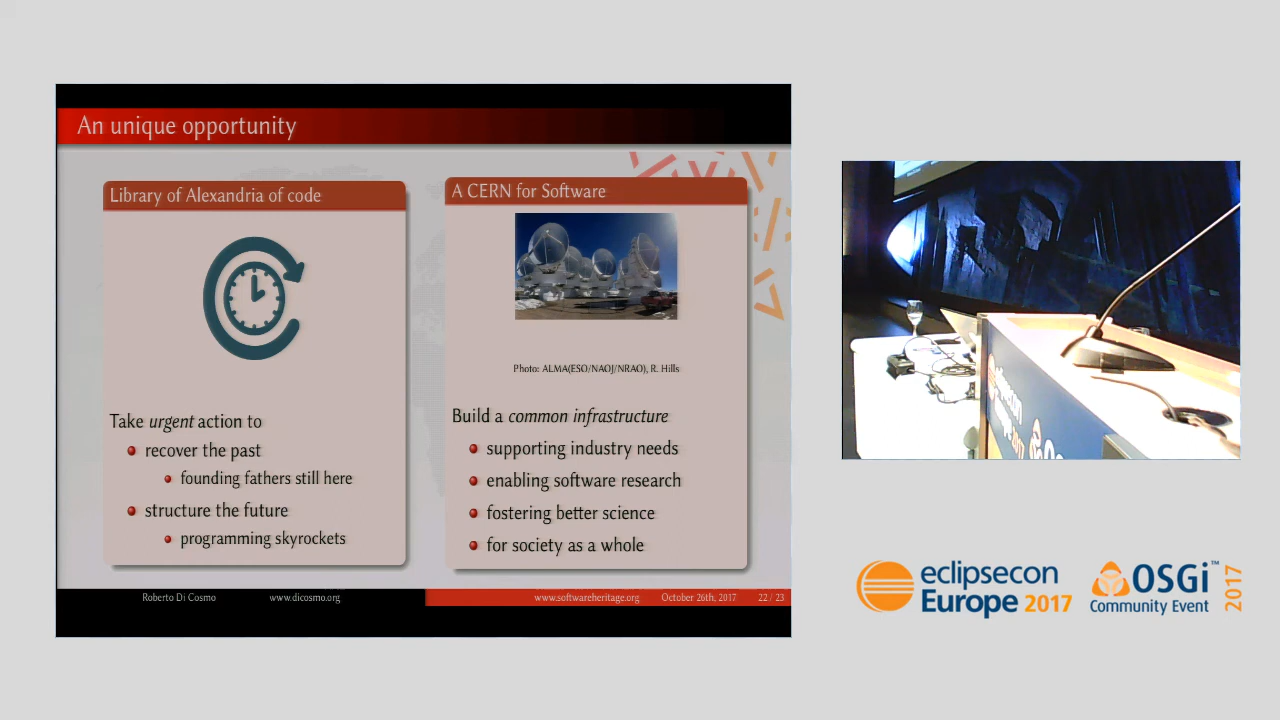 An unique opportunity
Library of Alexandria of code
Take urgent action to
recover the past
founding fathers still here
structure the future
programming skyrockets
A CERN for Software
Photo: ALMA(ESO/NAOJ/NRAO), R. Hills
Build a common infrastructure
supporting industry needs
enabling software research
fostering better science
for society as a whole
Roberto Di Cosmo www.dicosmo.org www.softwareheritage.org October 26th, 2017 22 / 23
eclipsecon
Europe 2017
OSGi™
Community Event
2017